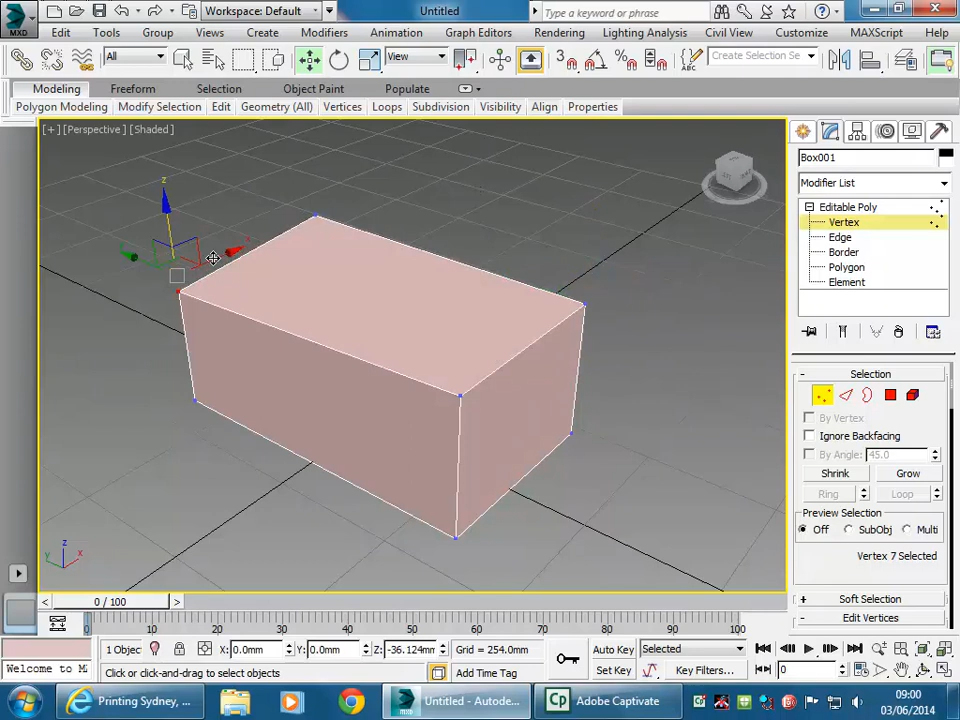 Workspace: Default
Untitled
Type a keyword or phrase
MXD
Edit Tools Group Views Create Modifiers Animation Graph Editors Rendering Lighting Analysis Civil View Customize MAXScript Help
All
View
3
%
ABC
Create Selection Se
Modeling Freeform Selection Object Paint Populate
Polygon Modeling Modify Selection Edit Geometry (All) Vertices Loops Subdivision Visibility Align Properties
[+] [Perspective] [Shaded]
z
x
Box001
Modifier List
Editable Poly
Vertex
Edge
Border
Polygon
Element
- Selection
By Vertex
Ignore Backfacing
By Angle: 45.0
Shrink Grow
Ring Loop
Preview Selection
Off SubObj Multi
Vertex 7 Selected
+ Soft Selection
- Edit Vertices
z
y x
< 0 / 100 >
0 10 20 30 40 50 60 70 80 90 100
1 Object X: 0.0mm Y: 0.0mm Z: -36.124mm Grid = 254.0mm
Auto Key Selected
Set Key Key Filters... 0
Welcome to M
Click or click-and-drag to select objects
Add Time Tag
Printing Sydney, ...
Untitled - Autode...
Cp Adobe Captivate
09:00
03/06/2014